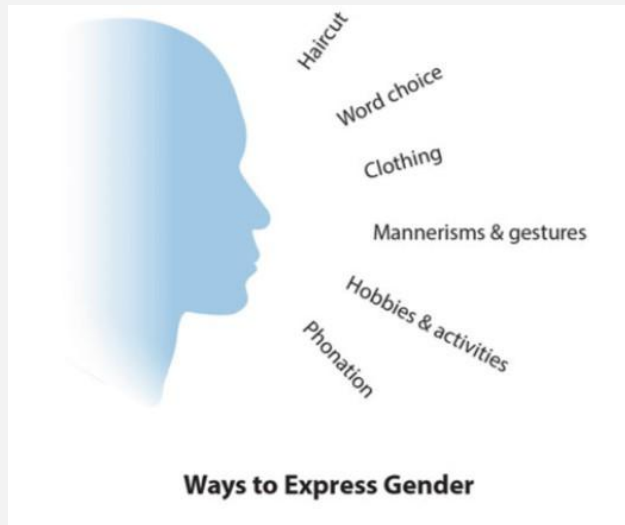 Haircut
Word choice
Clothing
Mannerisms & gestures
Hobbies & activities
Phonation
Ways to Express Gender